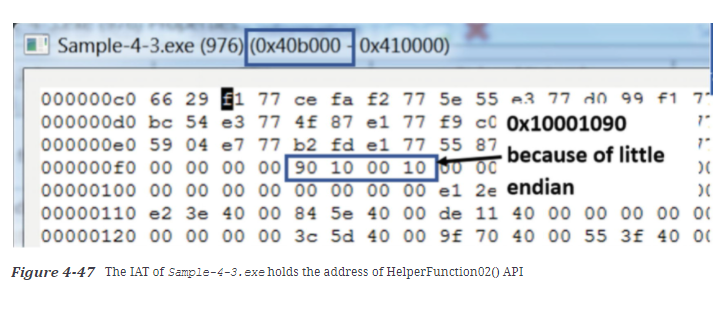 Sample-4-3.exe (976) (0x40b000 - 0x410000)
000000c0 66 29 f1 77 ce fa f2 77 5e 55 e3 77 d0 99 f1
000000d0 bc 54 e3 77 4f 87 e1 77 f9
0x10001090
000000e0 59 04 e7 77 b2 fd e1 77 55 87
because of little
000000f0 00 00 00 00 00 90 10 00 10 00 00
endian
00000100 00 00 00 00 00 00 00 00 00 e1
00000110 e2 3e 40 00 84 5e 40 00 de 11 40 00 00 00 00 00
00000120 00 00 00 00 3c 5d 40 00 9f 70 40 00 55 3f 40
Figure 4-47 The IAT of Sample-4-3.exe holds the address of HelperFunction02() API